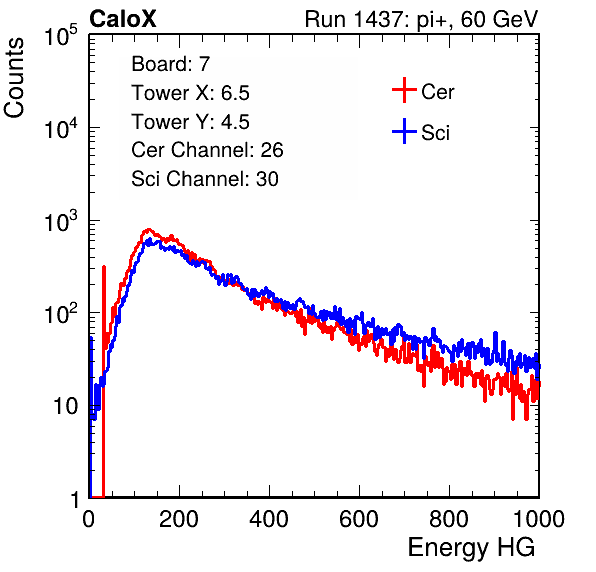 CaloX Run 1437: pi+, 60 GeV
Counts
Board: 7
Tower X: 6.5
Tower Y: 4.5
Cer Channel: 26
Sci Channel: 30
Cer
Sci
10^5
10^4
10^3
10^2
10
1
0 200 400 600 800 1000
Energy HG